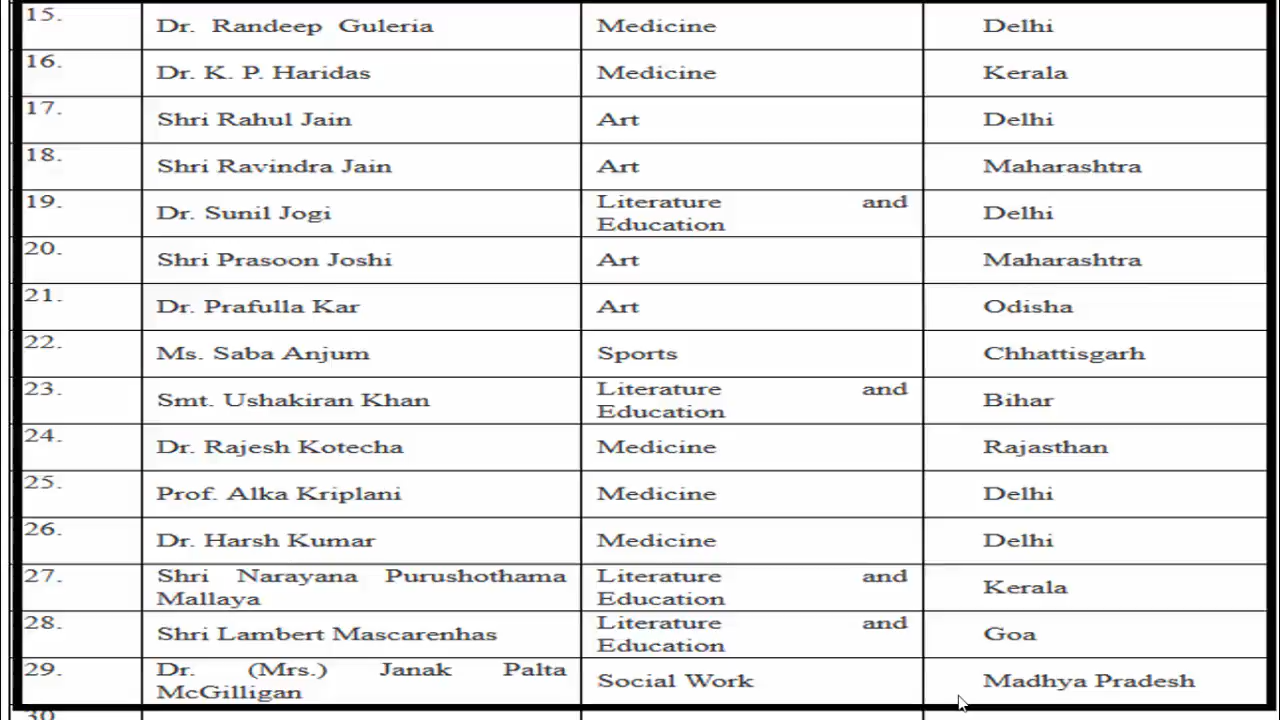 15. Dr. Randeep Guleria Medicine Delhi
16. Dr. K. P. Haridas Medicine Kerala
17. Shri Rahul Jain Art Delhi
18. Shri Ravindra Jain Art Maharashtra
19. Dr. Sunil Jogi Literature and Delhi
Education
20. Shri Prasoon Joshi Art Maharashtra
21. Dr. Prafulla Kar Art Odisha
22. Ms. Saba Anjum Sports Chhattisgarh
23. Smt. Ushakiran Khan Literature and Bihar
Education
24. Dr. Rajesh Kotecha Medicine Rajasthan
25. Prof. Alka Kriplani Medicine Delhi
26. Dr. Harsh Kumar Medicine Delhi
27. Shri Narayana Purushothama Literature and Kerala
Mallaya Education
28. Shri Lambert Mascarenhas Literature and Goa
Education
29. Dr. (Mrs.) Janak Palta Social Work Madhya Pradesh
McGilligan
30.